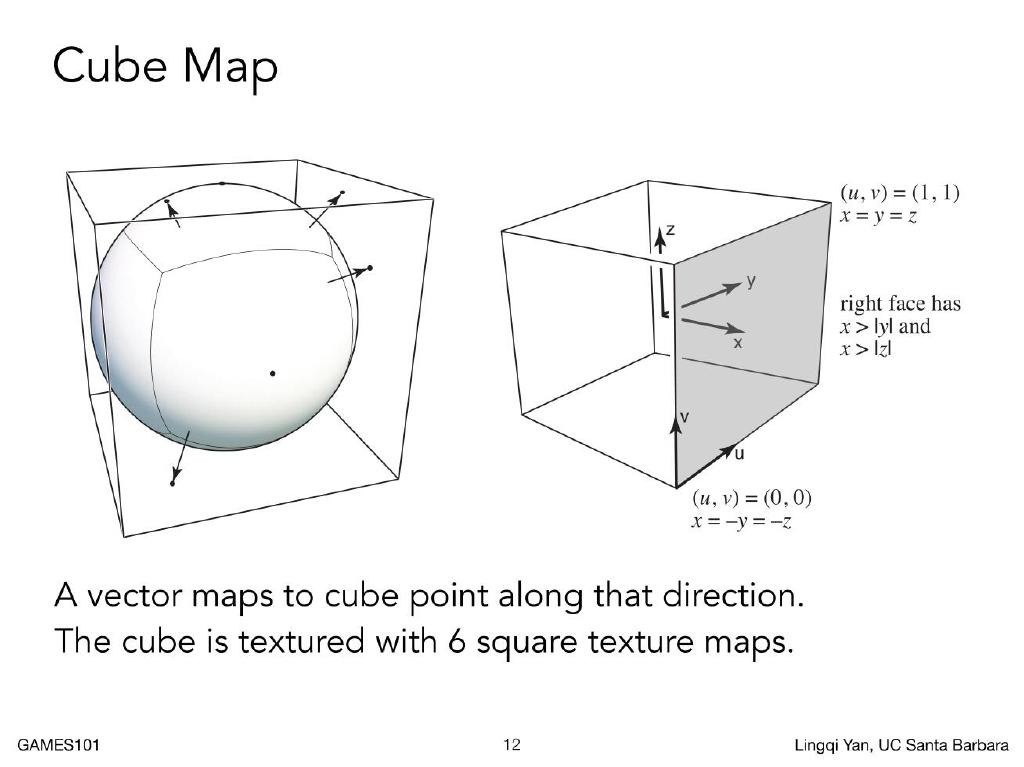 Cube Map
(u, v) = (1, 1)
x = y = z
z
y
x
right face has
x > |y| and
x > |z|
v
u
(u, v) = (0, 0)
x = –y = –z
A vector maps to cube point along that direction.
The cube is textured with 6 square texture maps.
GAMES101
12
Lingqi Yan, UC Santa Barbara